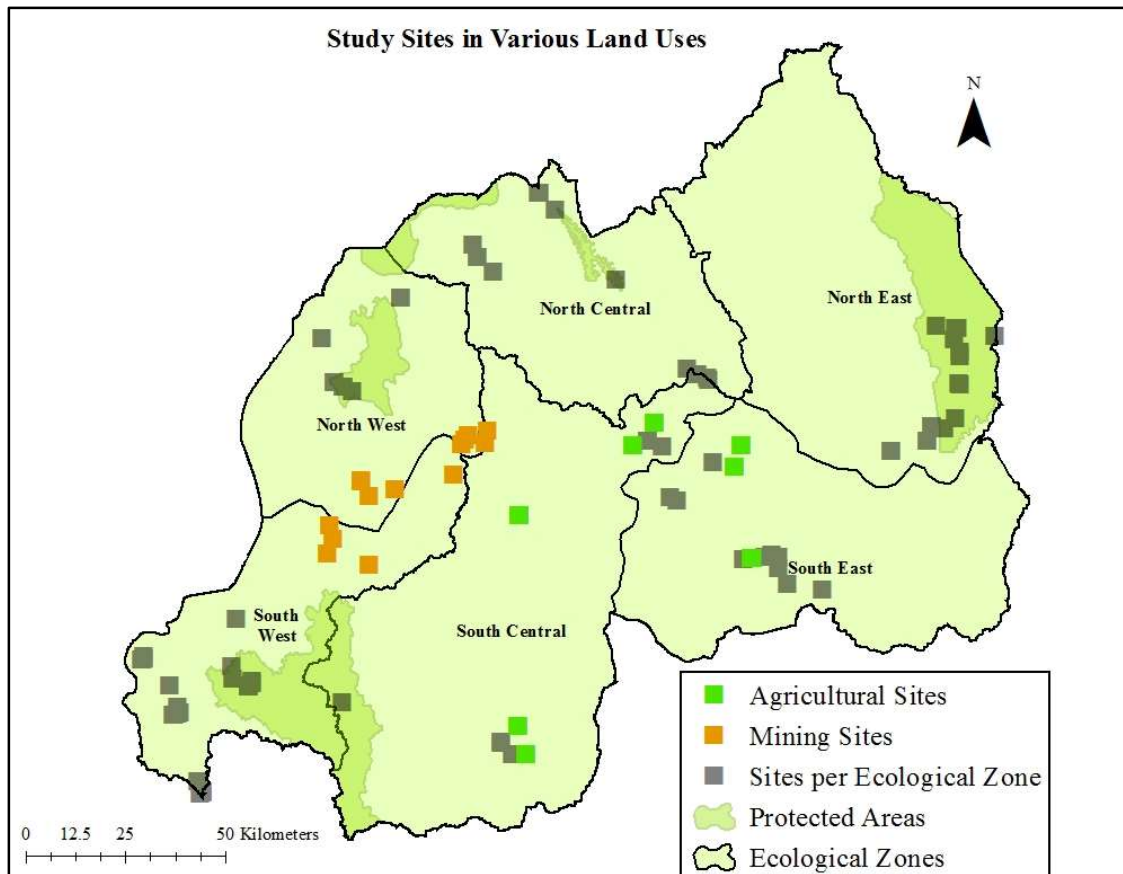 Study Sites in Various Land Uses
N
North Central
North East
North West
South East
South
West
South Central
Agricultural Sites
Mining Sites
Sites per Ecological Zone
Protected Areas
Ecological Zones
0 12.5 25 50 Kilometers